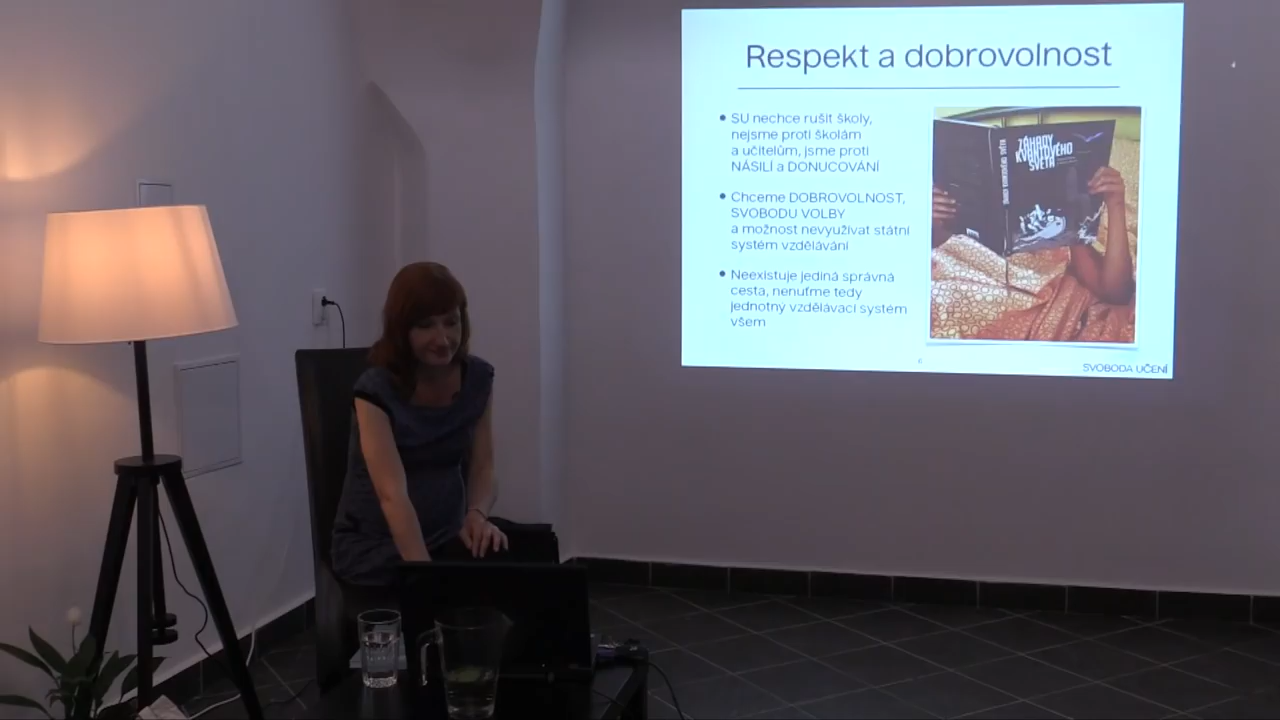 Respekt a dobrovolnost
• SU nechce rušit školy,
nejsme proti školám
a učitelům, jsme proti
NÁSILÍ a DONUCOVÁNÍ
• Chceme DOBROVOLNOST,
SVOBODU VOLBY
a možnost nevyužívat státní
systém vzdělávání
• Neexistuje jediná správná
cesta, nenuťme tedy
jednotný vzdělávací systém
všem
ZÁHADY
KVANTOVÉHO
SVĚTA
6
SVOBODA UČENÍ